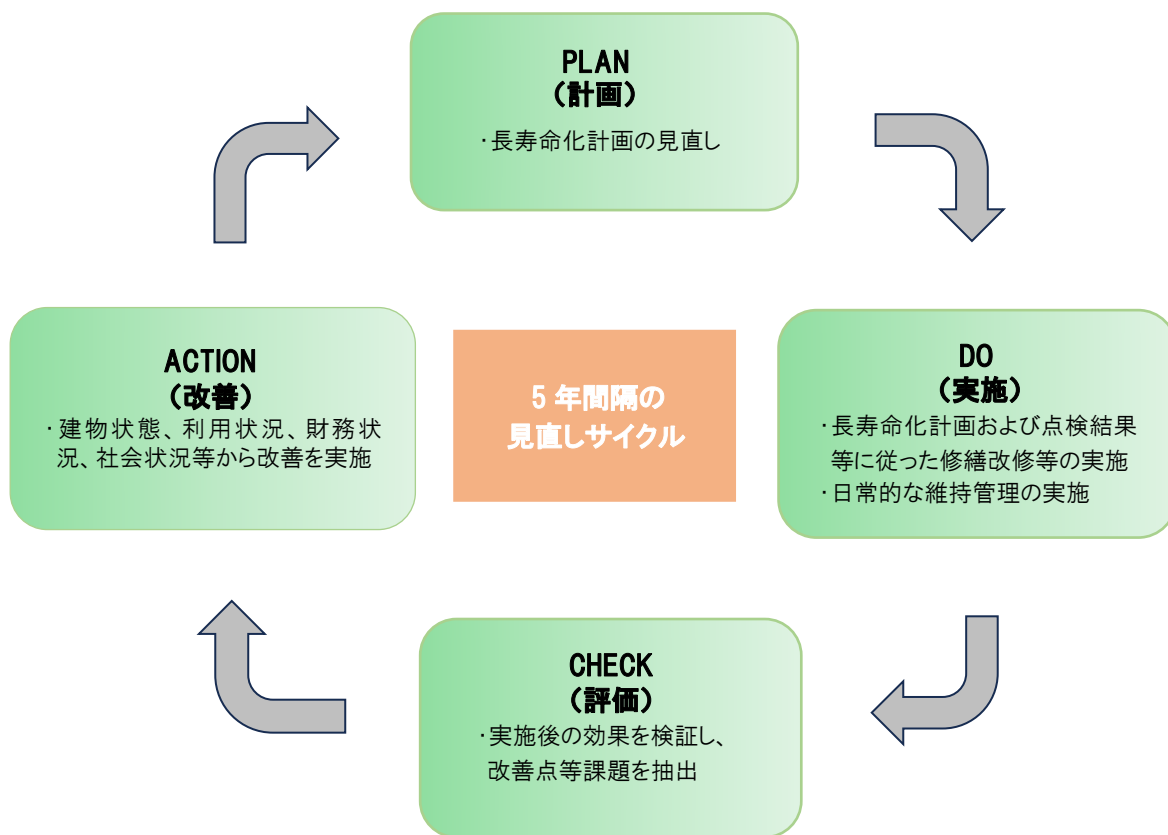 PLAN
（計画）
・長寿命化計画の見直し
ACTION
（改善）
・建物状態、利用状況、財務状
況、社会状況等から改善を実施
5 年間隔の
見直しサイクル
DO
（実施）
・長寿命化計画および点検結果
等に従った修繕改修等の実施
・日常的な維持管理の実施
CHECK
（評価）
・実施後の効果を検証し、
改善点等課題を抽出